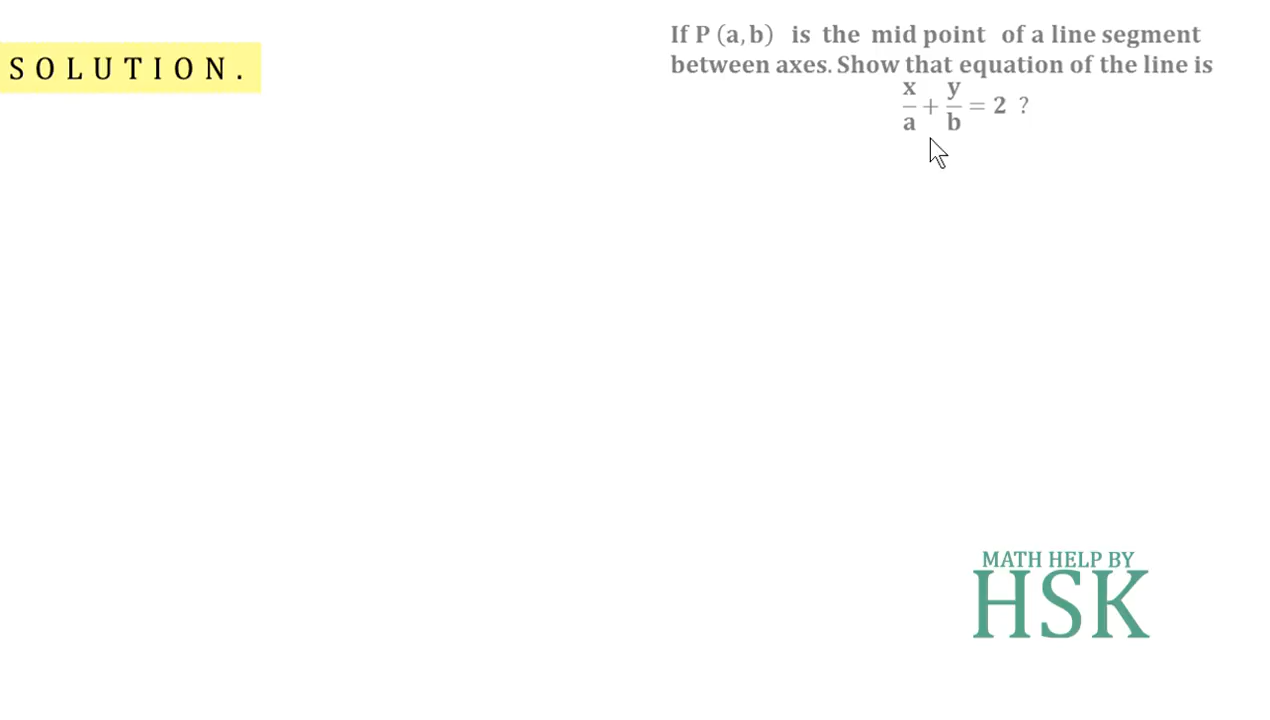 If P (a, b) is the mid point of a line segment
between axes. Show that equation of the line is
x/a + y/b = 2 ?
SOLUTION.
MATH HELP BY
HSK